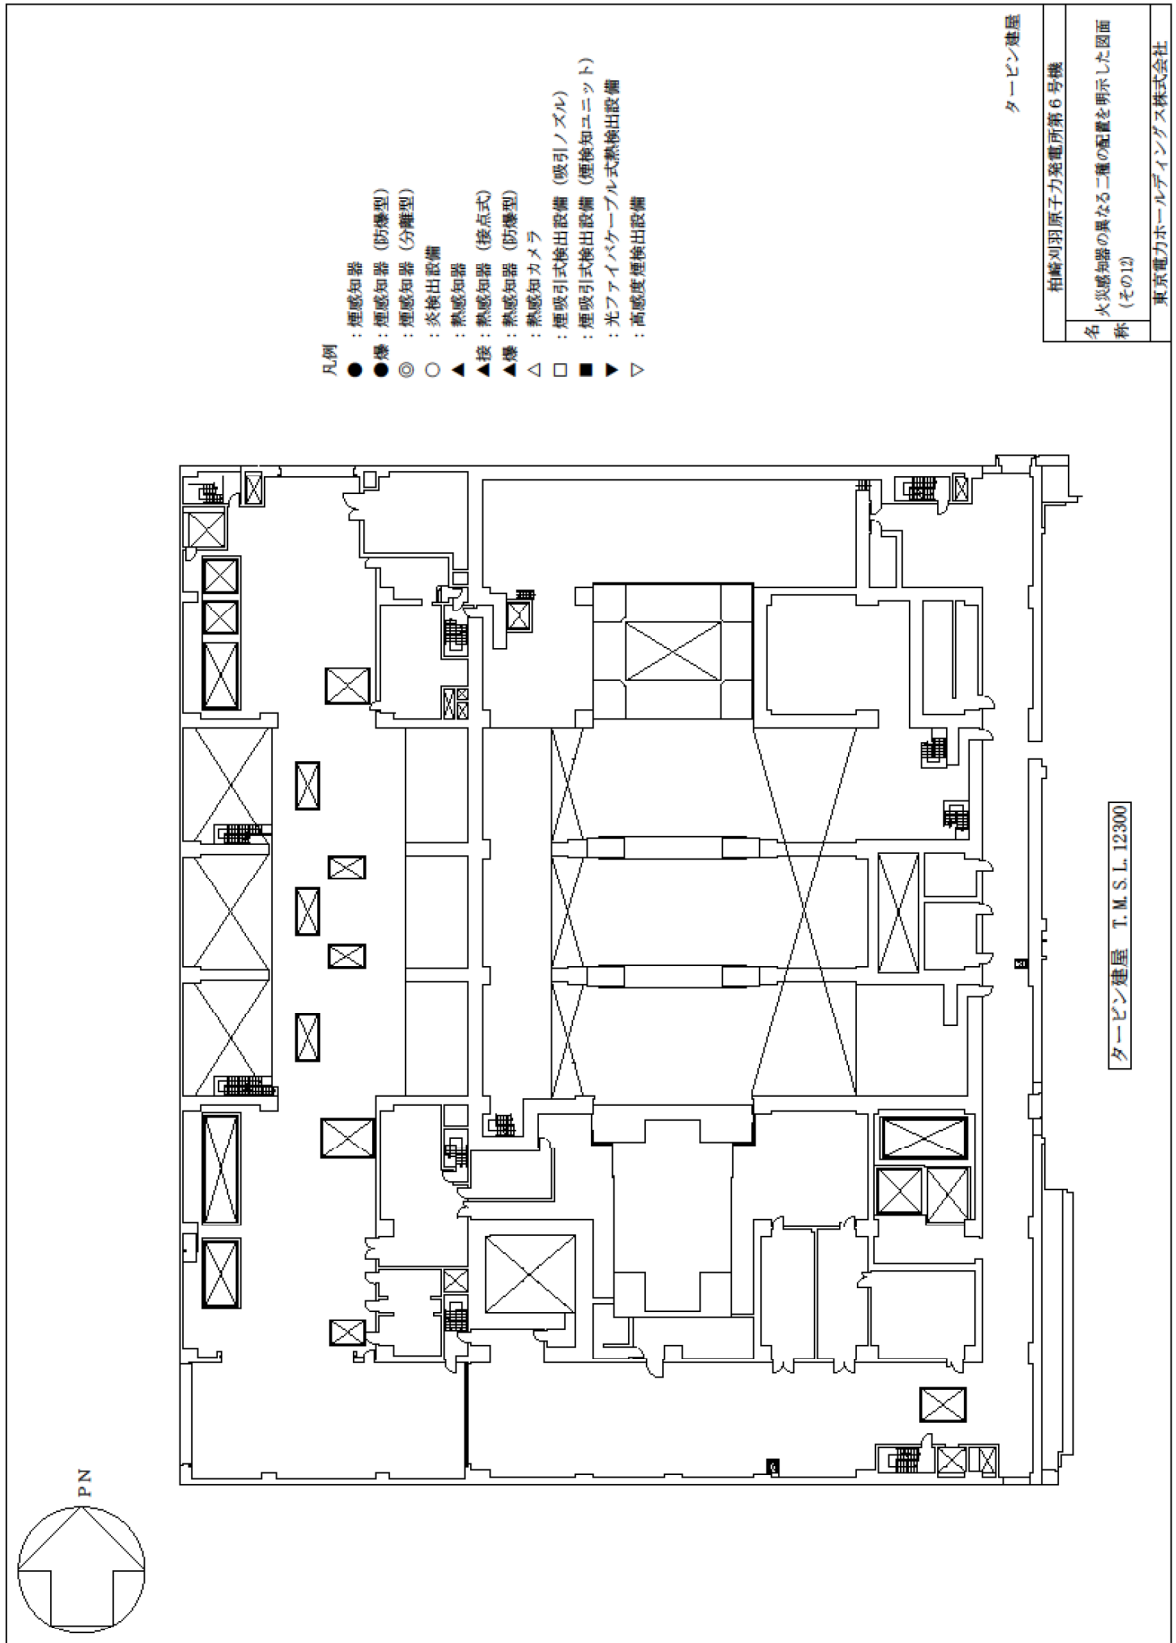 PN
凡例
● ：煙感知器
●爆：煙感知器（防爆型）
◎ ：煙感知器（分離型）
○ ：炎検出設備
▲ ：熱感知器
▲接：熱感知器（接点式）
▲爆：熱感知器（防爆型）
△ ：熱感知カメラ
□ ：煙吸引式検出設備（吸引ノズル）
■ ：煙吸引式検出設備（煙検知ユニット）
▼ ：光ファイバケーブル式熱検出設備
▽ ：高感度煙検出設備
タービン建屋 T.M.S.L.12300
タービン建屋
柏崎刈羽原子力発電所第6号機
名称
火災感知器の異なる二種の配置を明示した図面
(その12)
東京電力ホールディングス株式会社